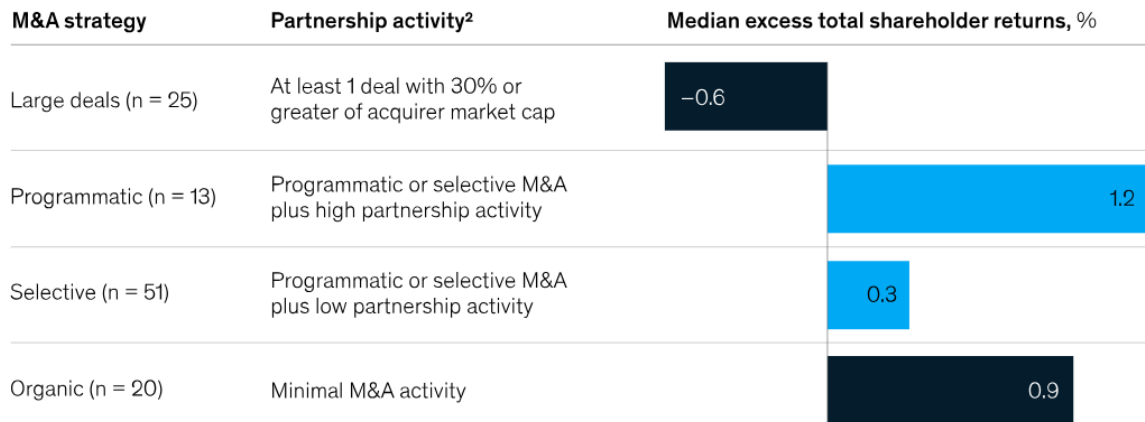 M&A strategy
Partnership activity²
Median excess total shareholder returns, %
Large deals (n = 25)
At least 1 deal with 30% or
greater of acquirer market cap
−0.6
Programmatic (n = 13)
Programmatic or selective M&A
plus high partnership activity
1.2
Selective (n = 51)
Programmatic or selective M&A
plus low partnership activity
0.3
Organic (n = 20)
Minimal M&A activity
0.9